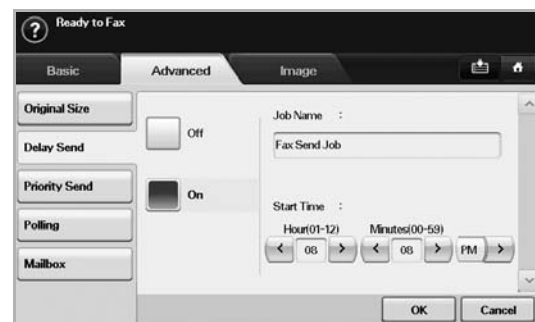 ? Ready to Fax
Basic Advanced Image
Original Size
Delay Send
Priority Send
Polling
Mailbox
Off
On
Job Name :
Fax Send Job
Start Time :
Hour(01-12) Minutes(00-59)
< 08 > < 08 > PM >
OK Cancel